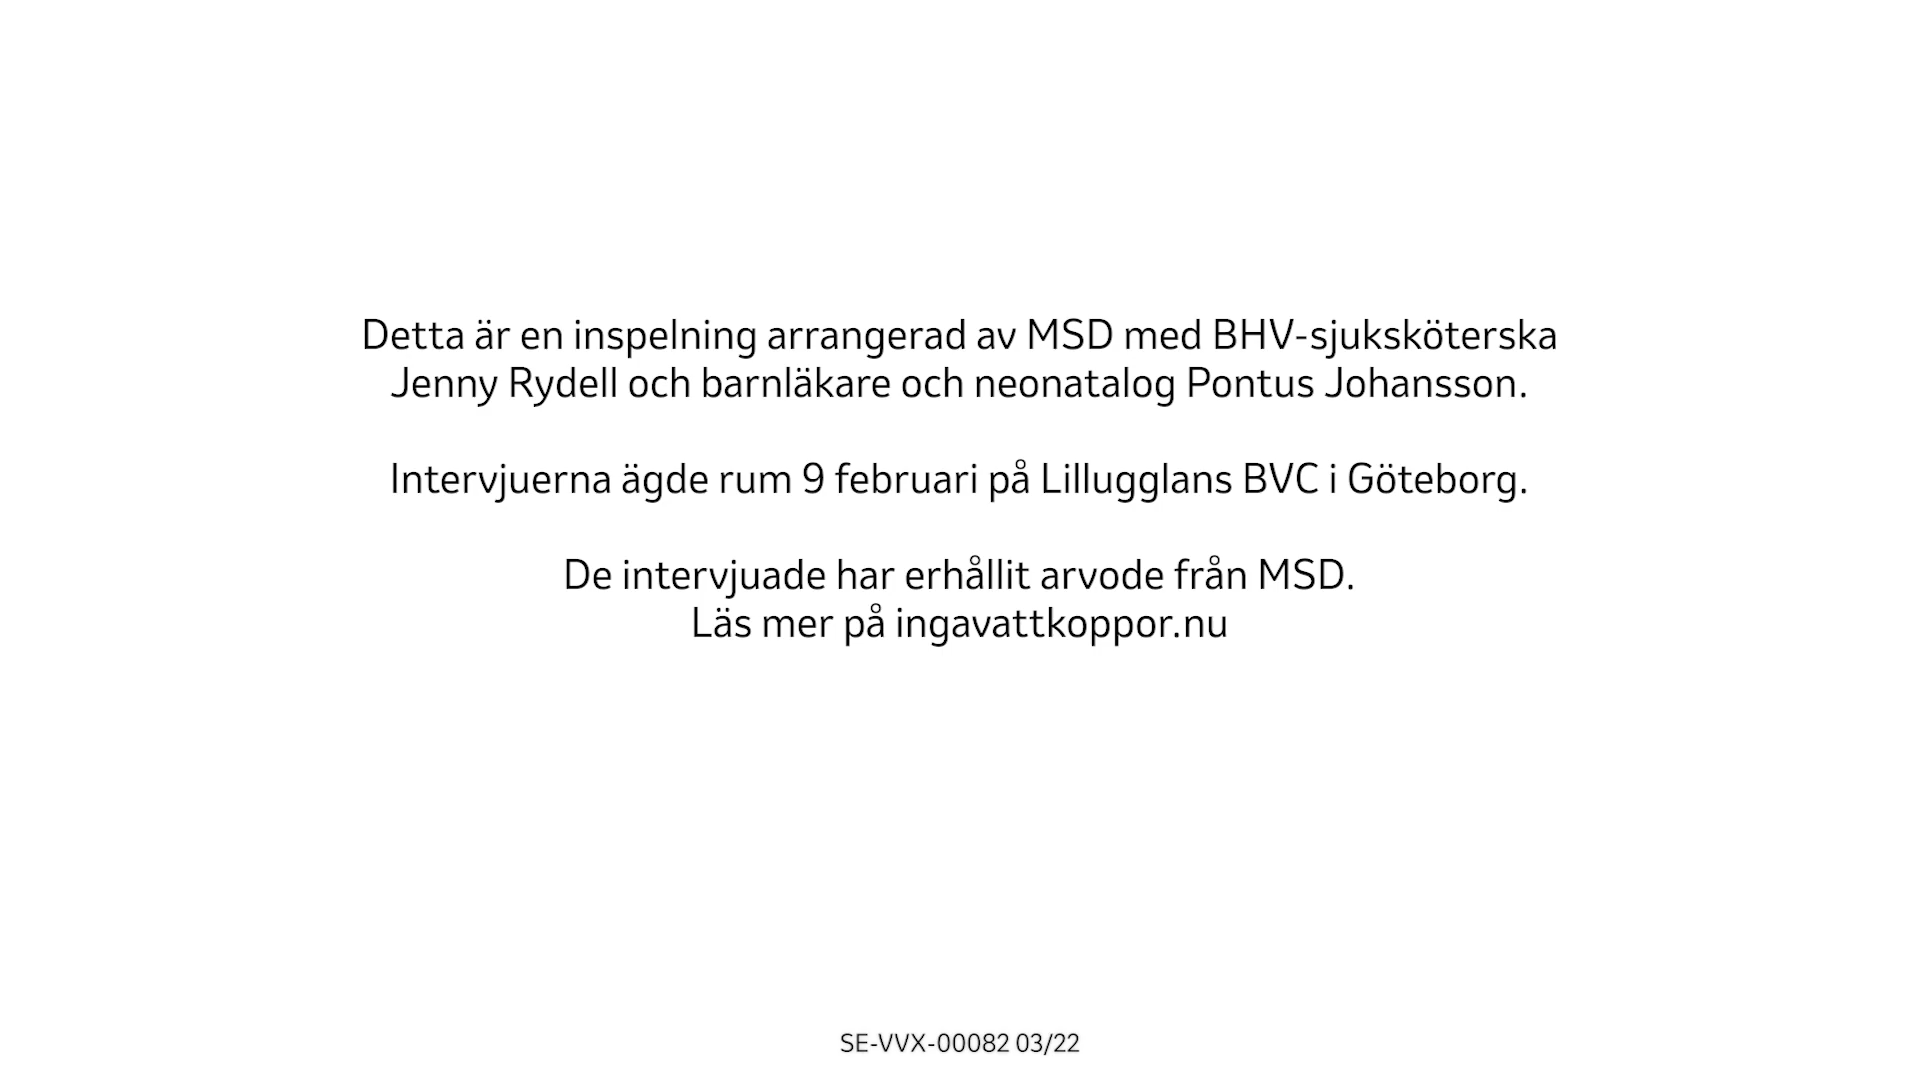 Detta är en inspelning arrangerad av MSD med BHV-sjuksköterska
Jenny Rydell och barnläkare och neonatalog Pontus Johansson.
Intervjuerna ägde rum 9 februari på Lillugglans BVC i Göteborg.
De intervjuade har erhållit arvode från MSD.
Läs mer på ingavattkoppor.nu
SE-VVX-00082 03/22